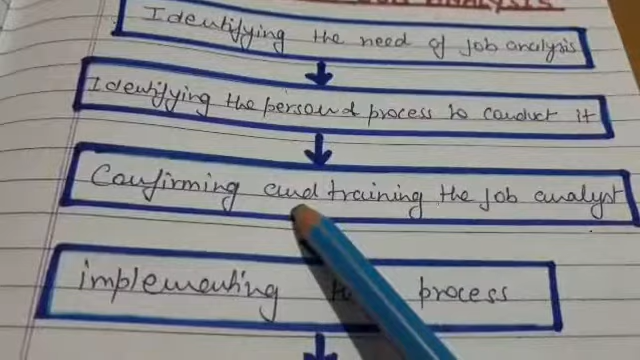 ANALYSIS
Identifying the need of job analysis
Identifying the person & process to conduct it
Confirming and training the job analyst
implementing process